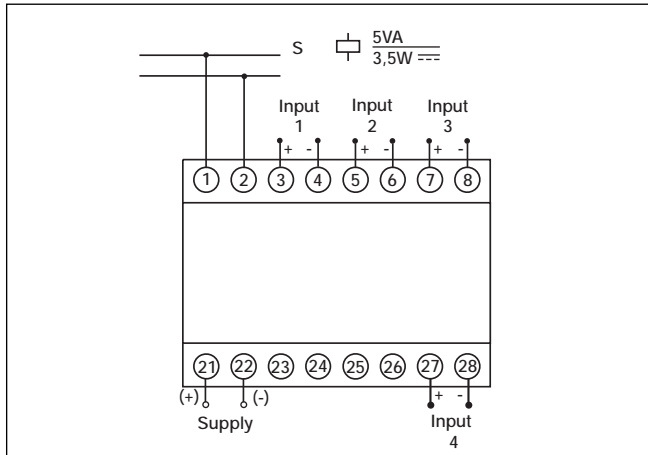 S
5VA
3,5W
Input
1
Input
2
Input
3
+ - + - + -
1 2 3 4 5 6 7 8
21 22 23 24 25 26 27 28
(+) (-) + -
Supply
Input
4